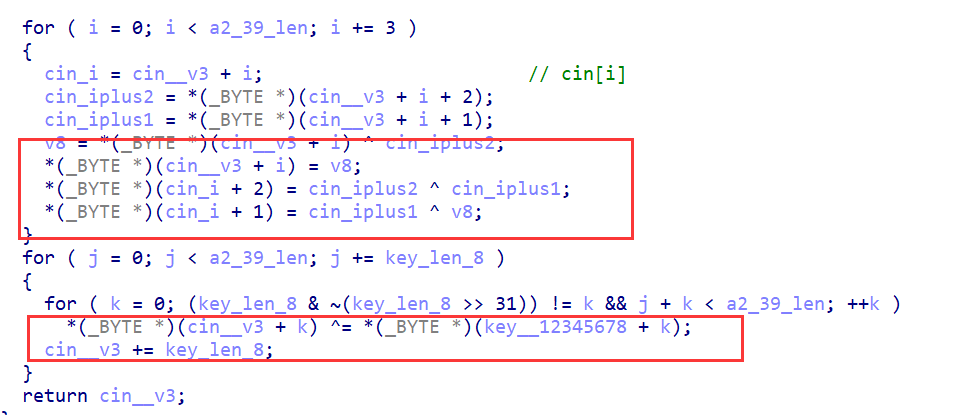 for ( i = 0; i < a2_39_len; i += 3 )
{
cin_i = cin__v3 + i; // cin[i]
cin_iplus2 = *(_BYTE *)(cin__v3 + i + 2);
cin_iplus1 = *(_BYTE *)(cin__v3 + i + 1);
v8 = *(_BYTE *)(cin__v3 + i) ^ cin_iplus2;
*(_BYTE *)(cin__v3 + i) = v8;
*(_BYTE *)(cin_i + 2) = cin_iplus2 ^ cin_iplus1;
*(_BYTE *)(cin_i + 1) = cin_iplus1 ^ v8;
}
for ( j = 0; j < a2_39_len; j += key_len_8 )
{
for ( k = 0; (key_len_8 & ~(key_len_8 >> 31)) != k && j + k < a2_39_len; ++k )
*(_BYTE *)(cin__v3 + k) ^= *(_BYTE *)(key__12345678 + k);
cin__v3 += key_len_8;
}
return cin__v3;